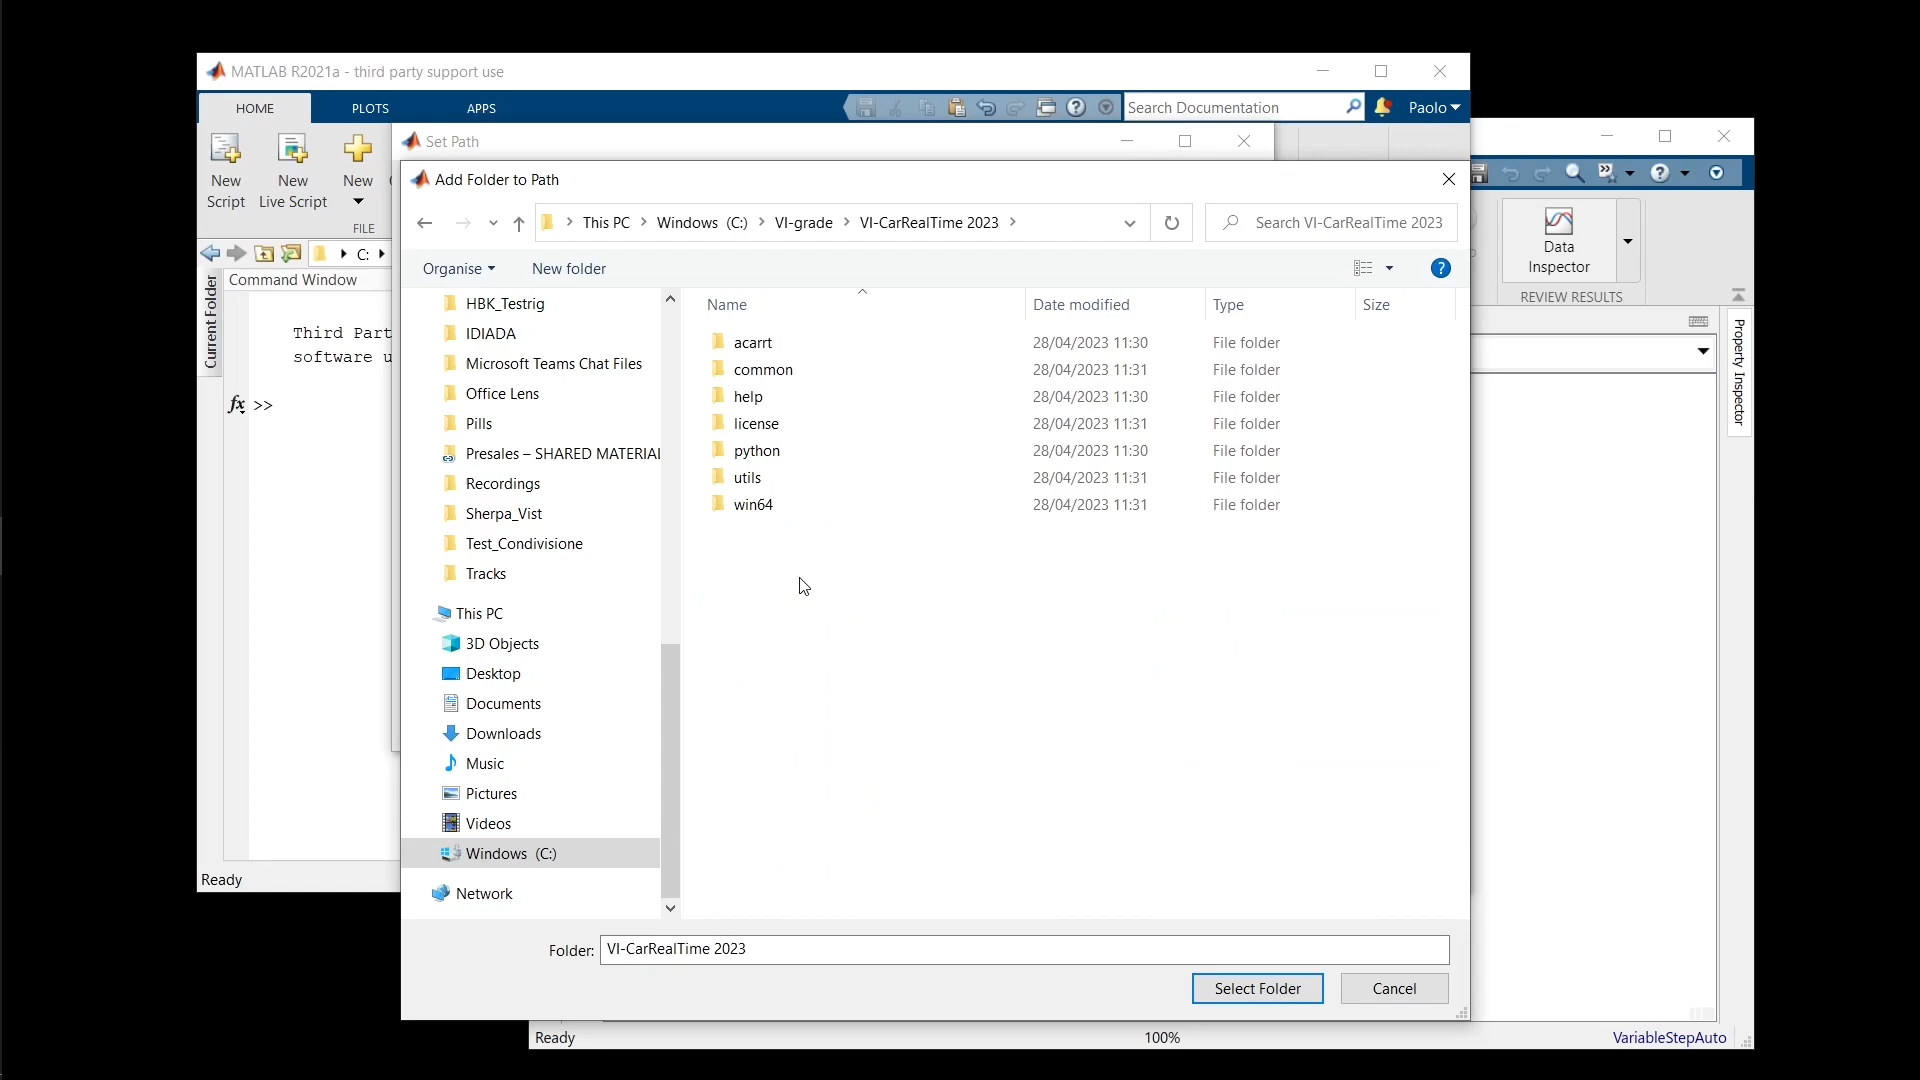 MATLAB R2021a - third party support use
HOME PLOTS APPS
Search Documentation
Paolo
Set Path
New Script
New Live Script
New
FILE
Add Folder to Path
This PC Windows (C:) VI-grade VI-CarRealTime 2023
Search VI-CarRealTime 2023
Organise New folder
C:
Command Window
Current Folder
Third Part
software u
fx >>
Ready
HBK_Testrig
IDIADA
Microsoft Teams Chat Files
Office Lens
Pills
Presales – SHARED MATERIAL
Recordings
Sherpa_Vist
Test_Condivisione
Tracks
This PC
3D Objects
Desktop
Documents
Downloads
Music
Pictures
Videos
Windows (C:)
Network
Name Date modified Type Size
acarrt 28/04/2023 11:30 File folder
common 28/04/2023 11:31 File folder
help 28/04/2023 11:30 File folder
license 28/04/2023 11:31 File folder
python 28/04/2023 11:30 File folder
utils 28/04/2023 11:31 File folder
win64 28/04/2023 11:31 File folder
Folder: VI-CarRealTime 2023
Select Folder Cancel
Data Inspector
REVIEW RESULTS
Property Inspector
Ready 100% VariableStepAuto